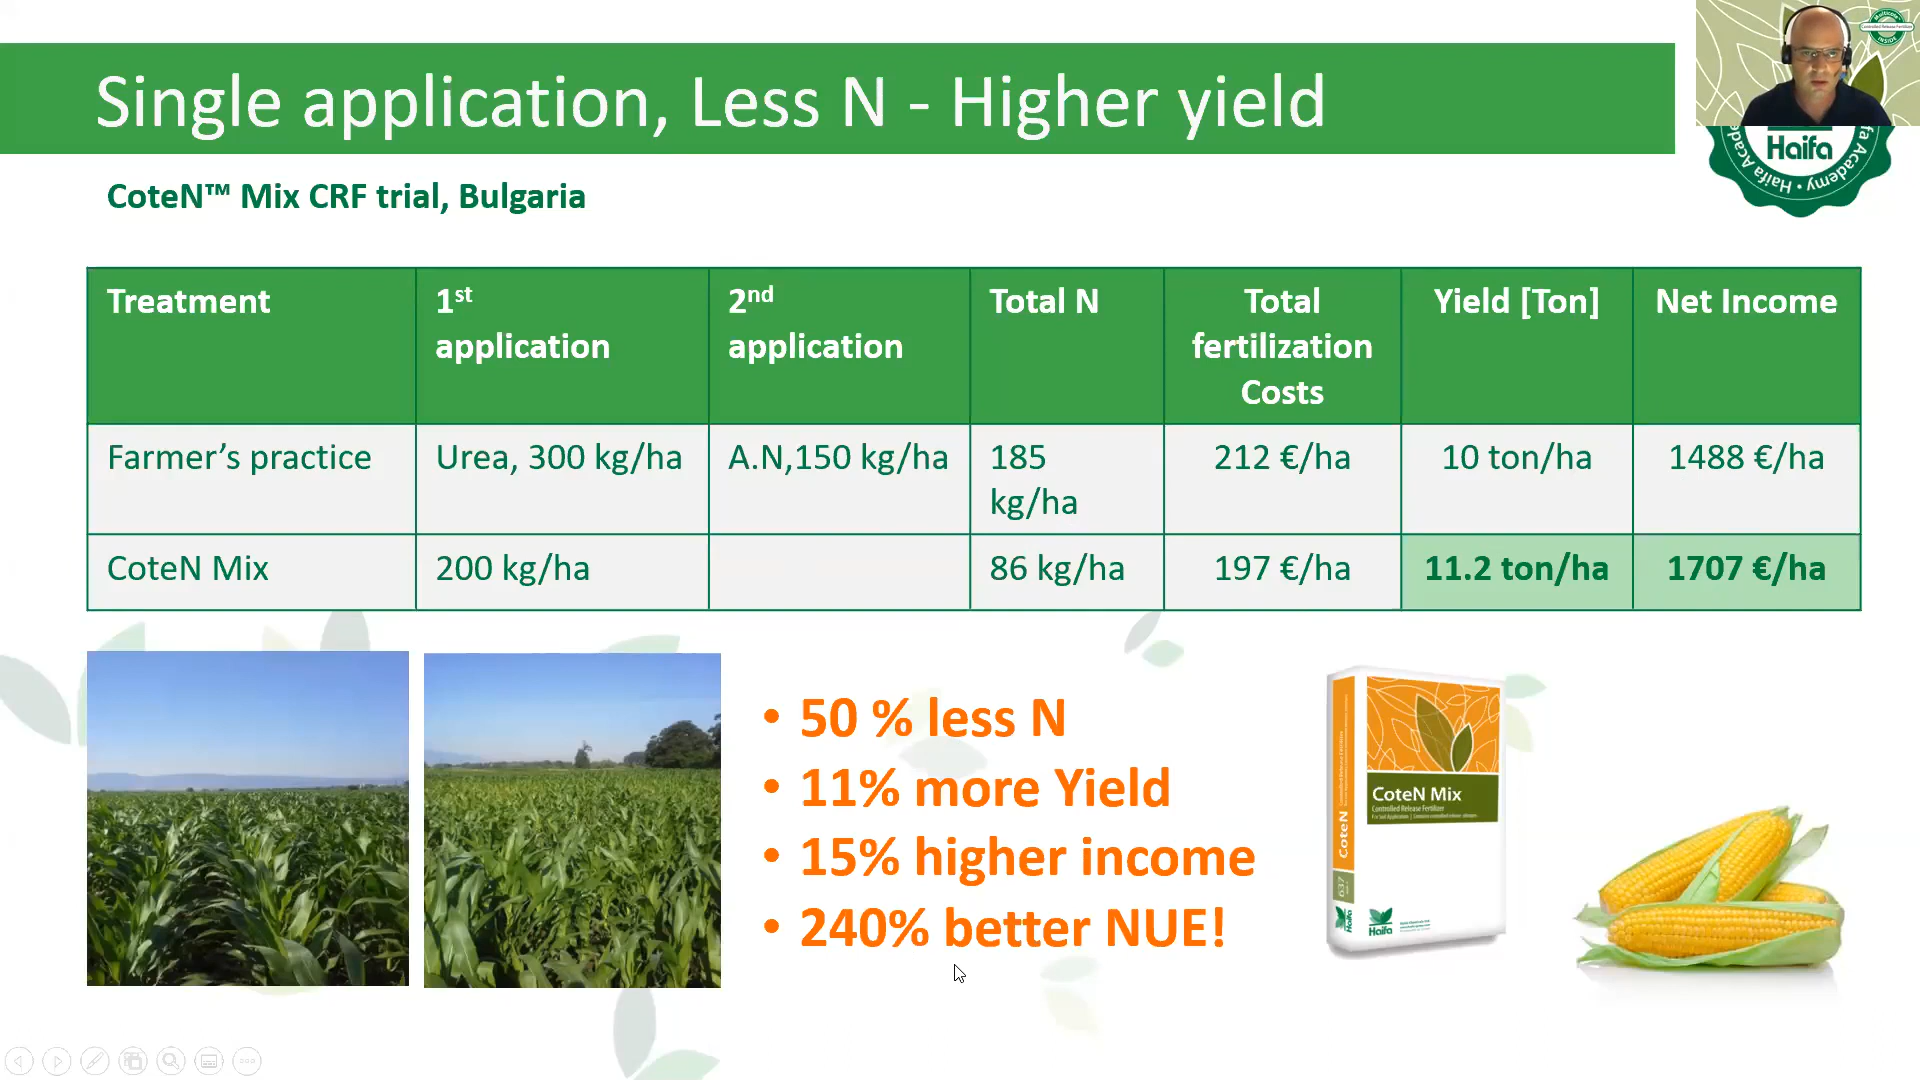 Single application, Less N - Higher yield
CoteN™ Mix CRF trial, Bulgaria
Haifa
Haifa Academy
Treatment
1st
application
2nd
application
Total N
Total
fertilization
Costs
Yield [Ton]
Net Income
Farmer’s practice
Urea, 300 kg/ha
A.N,150 kg/ha
185
kg/ha
212 €/ha
10 ton/ha
1488 €/ha
CoteN Mix
200 kg/ha
86 kg/ha
197 €/ha
11.2 ton/ha
1707 €/ha
• 50 % less N
• 11% more Yield
• 15% higher income
• 240% better NUE!
CoteN Mix
Controlled Release Fertilizer
CoteN
Haifa
Haifa